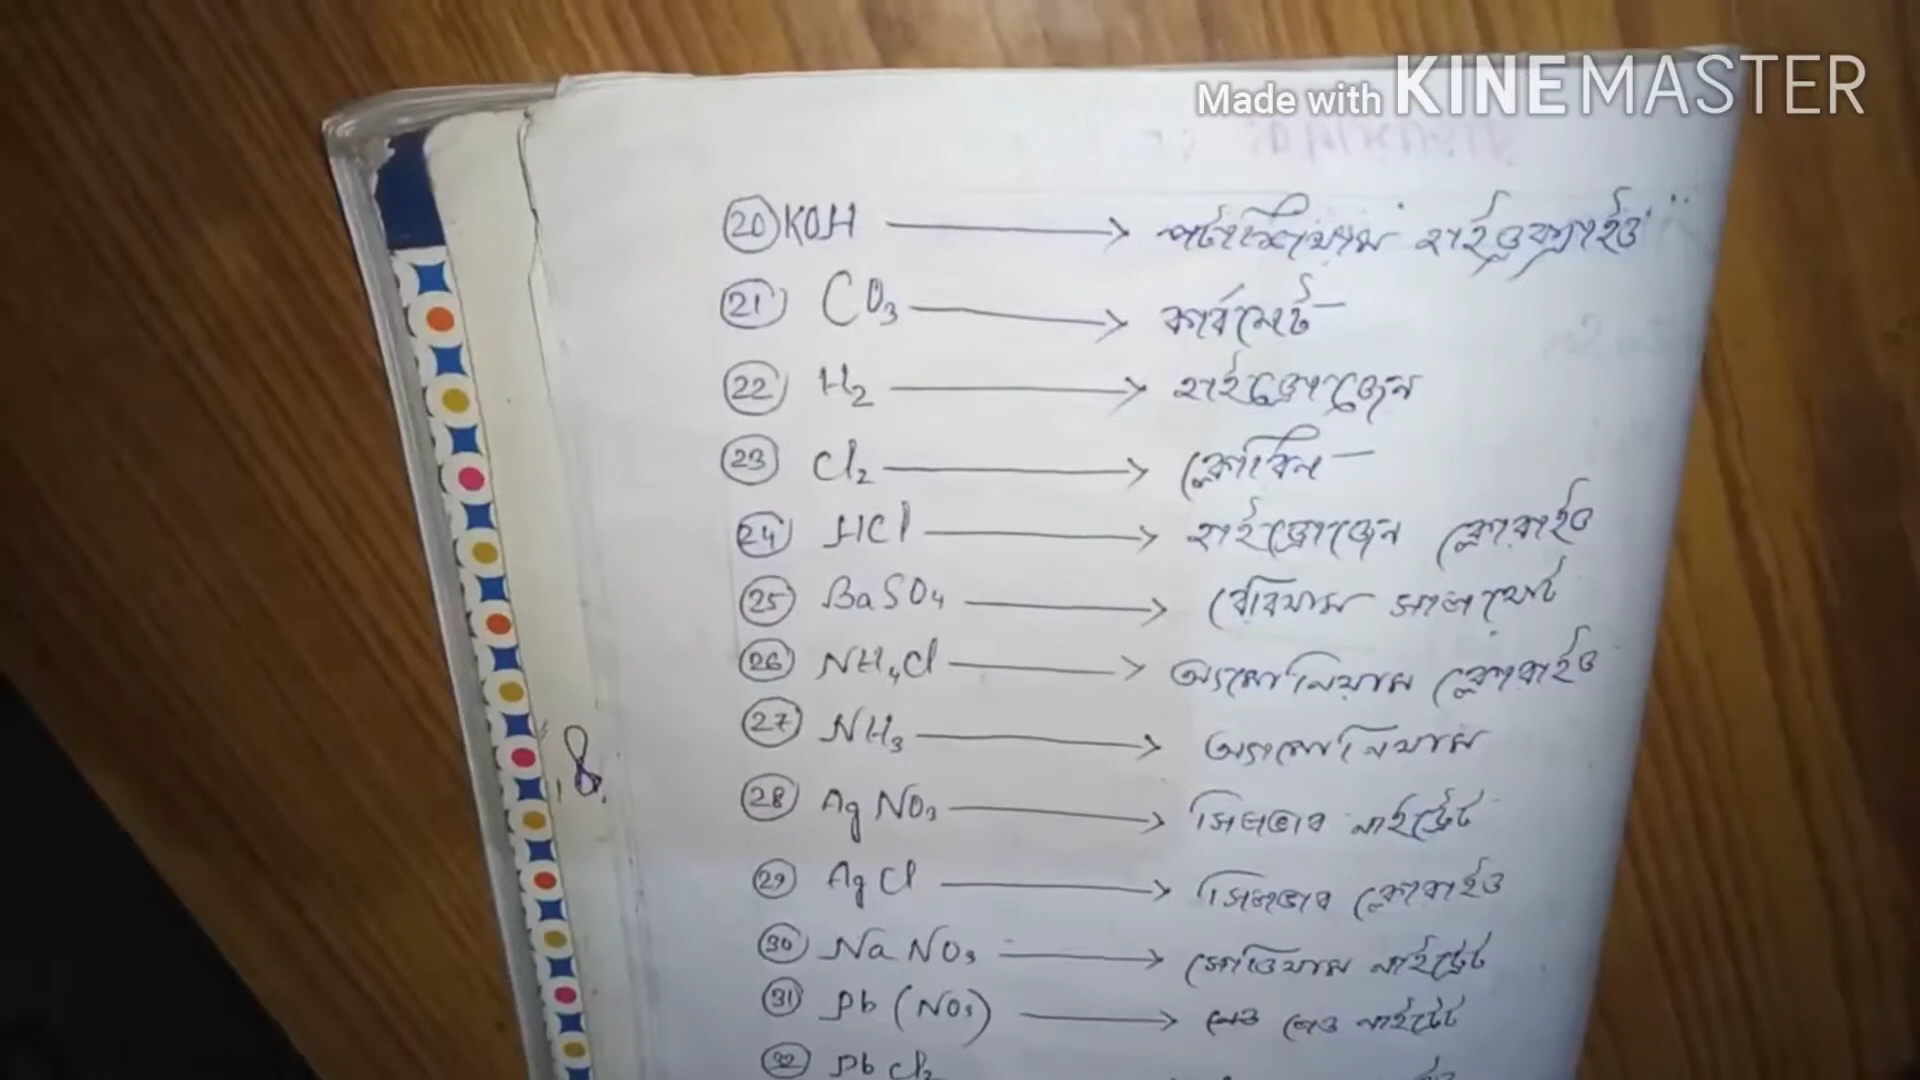 Made with KINEMASTER
20 KOH → পটাশিয়াম হাইড্রক্সাইড
21 CO3 → কার্বনেট
22 H2 → হাইড্রোজেন
23 Cl2 → ক্লোরিন
24 HCl → হাইড্রোজেন ক্লোরাইড
25 BaSO4 → বেরিয়াম সালফেট
26 NH4Cl → অ্যামোনিয়াম ক্লোরাইড
27 NH3 → অ্যামোনিয়াম
28 AgNO3 → সিলভার নাইট্রেট
29 AgCl → সিলভার ক্লোরাইড
30 NaNO3 → সোডিয়াম নাইট্রেট
31 Pb(NO3) → লেড নাইট্রেট
32 PbCl2